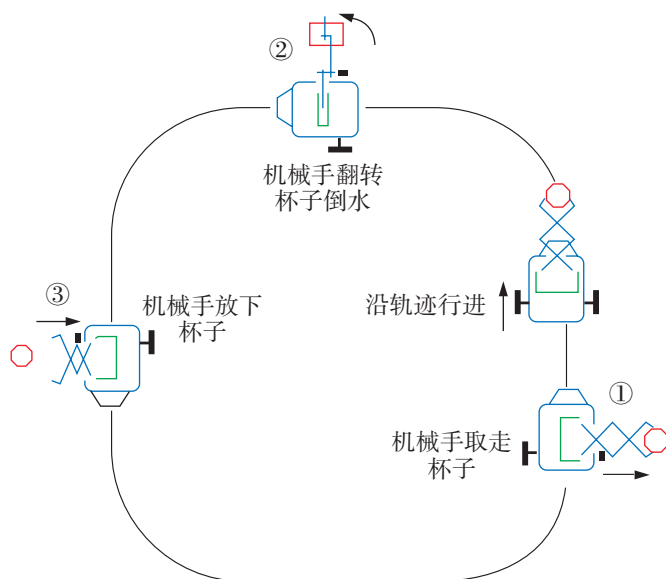 ②
机械手翻转
杯子倒水
③
机械手放下
杯子
沿轨迹行进
①
机械手取走
杯子